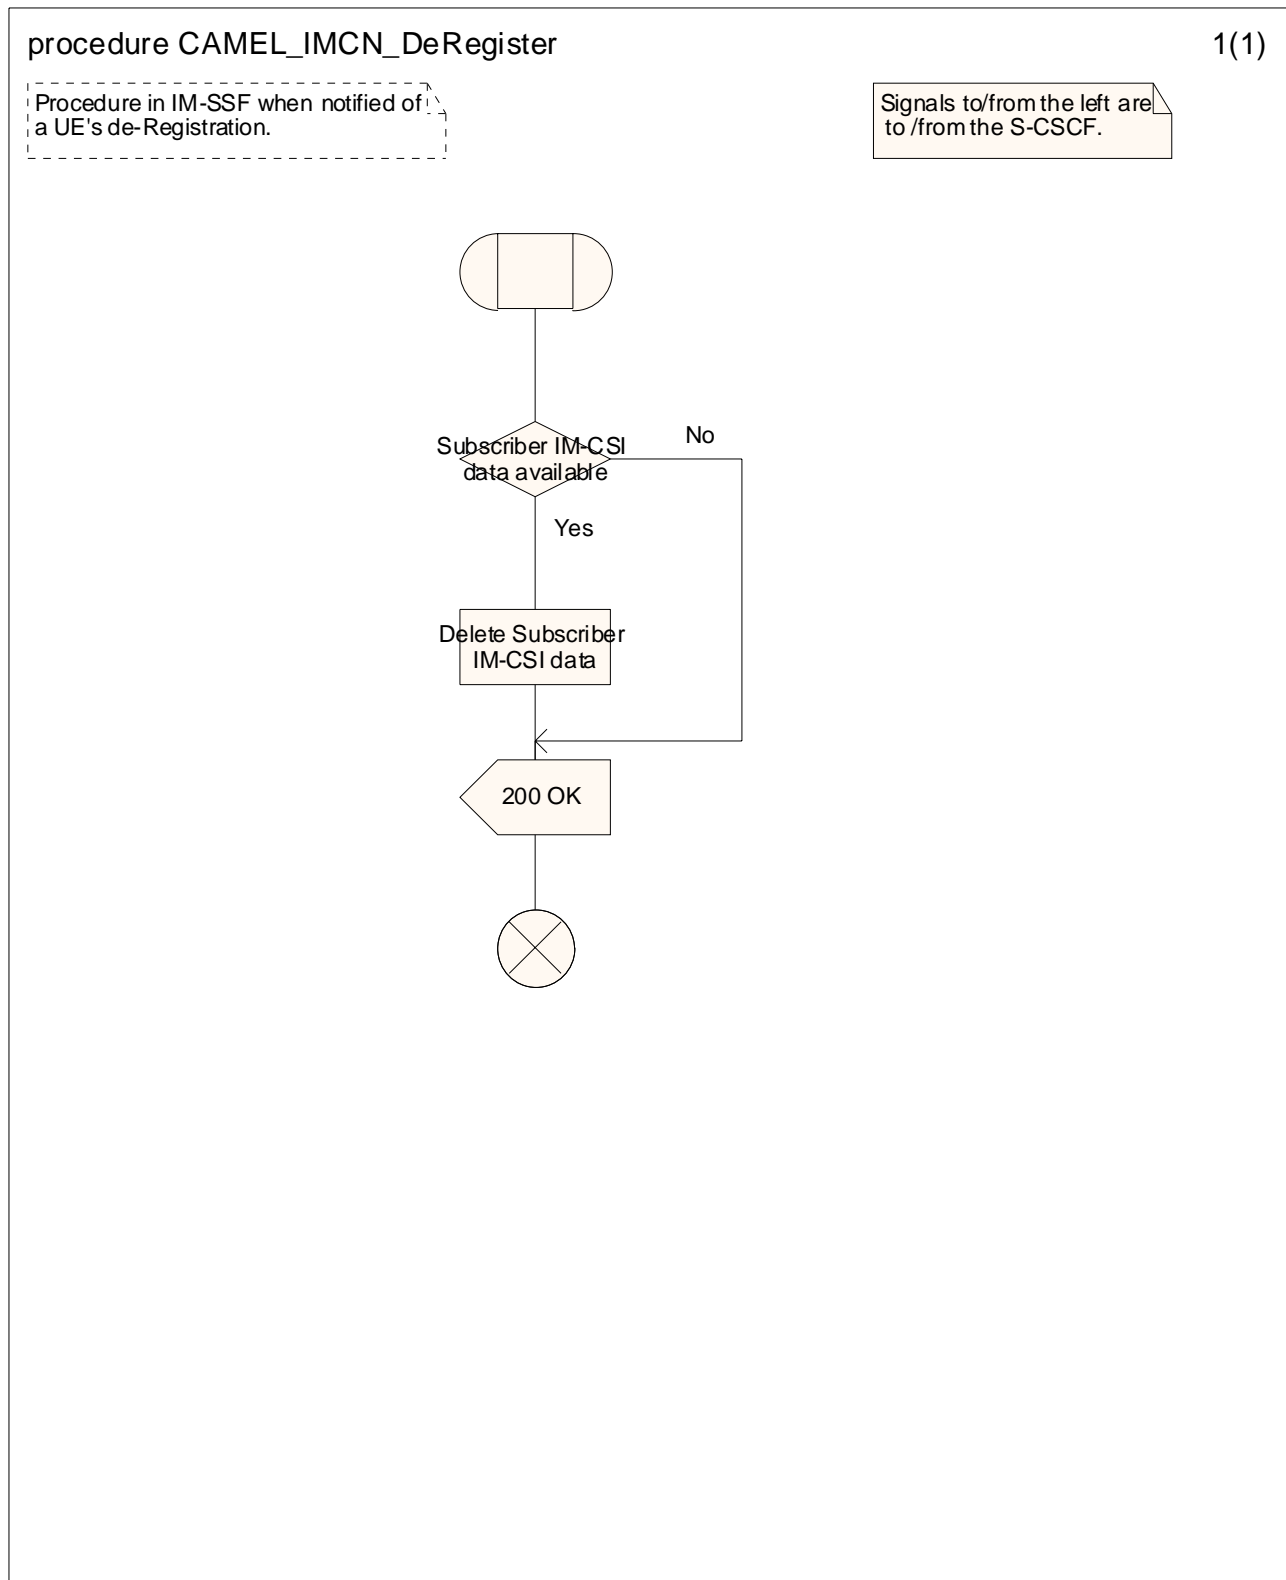 procedure CAMEL_IMCN_DeRegister
1(1)
Procedure in IM-SSF when notified of
a UE's de-Registration.
Signals to/from the left are
to /from the S-CSCF.
Subscriber IM-CSI
data available
No
Yes
Delete Subscriber
IM-CSI data
200 OK